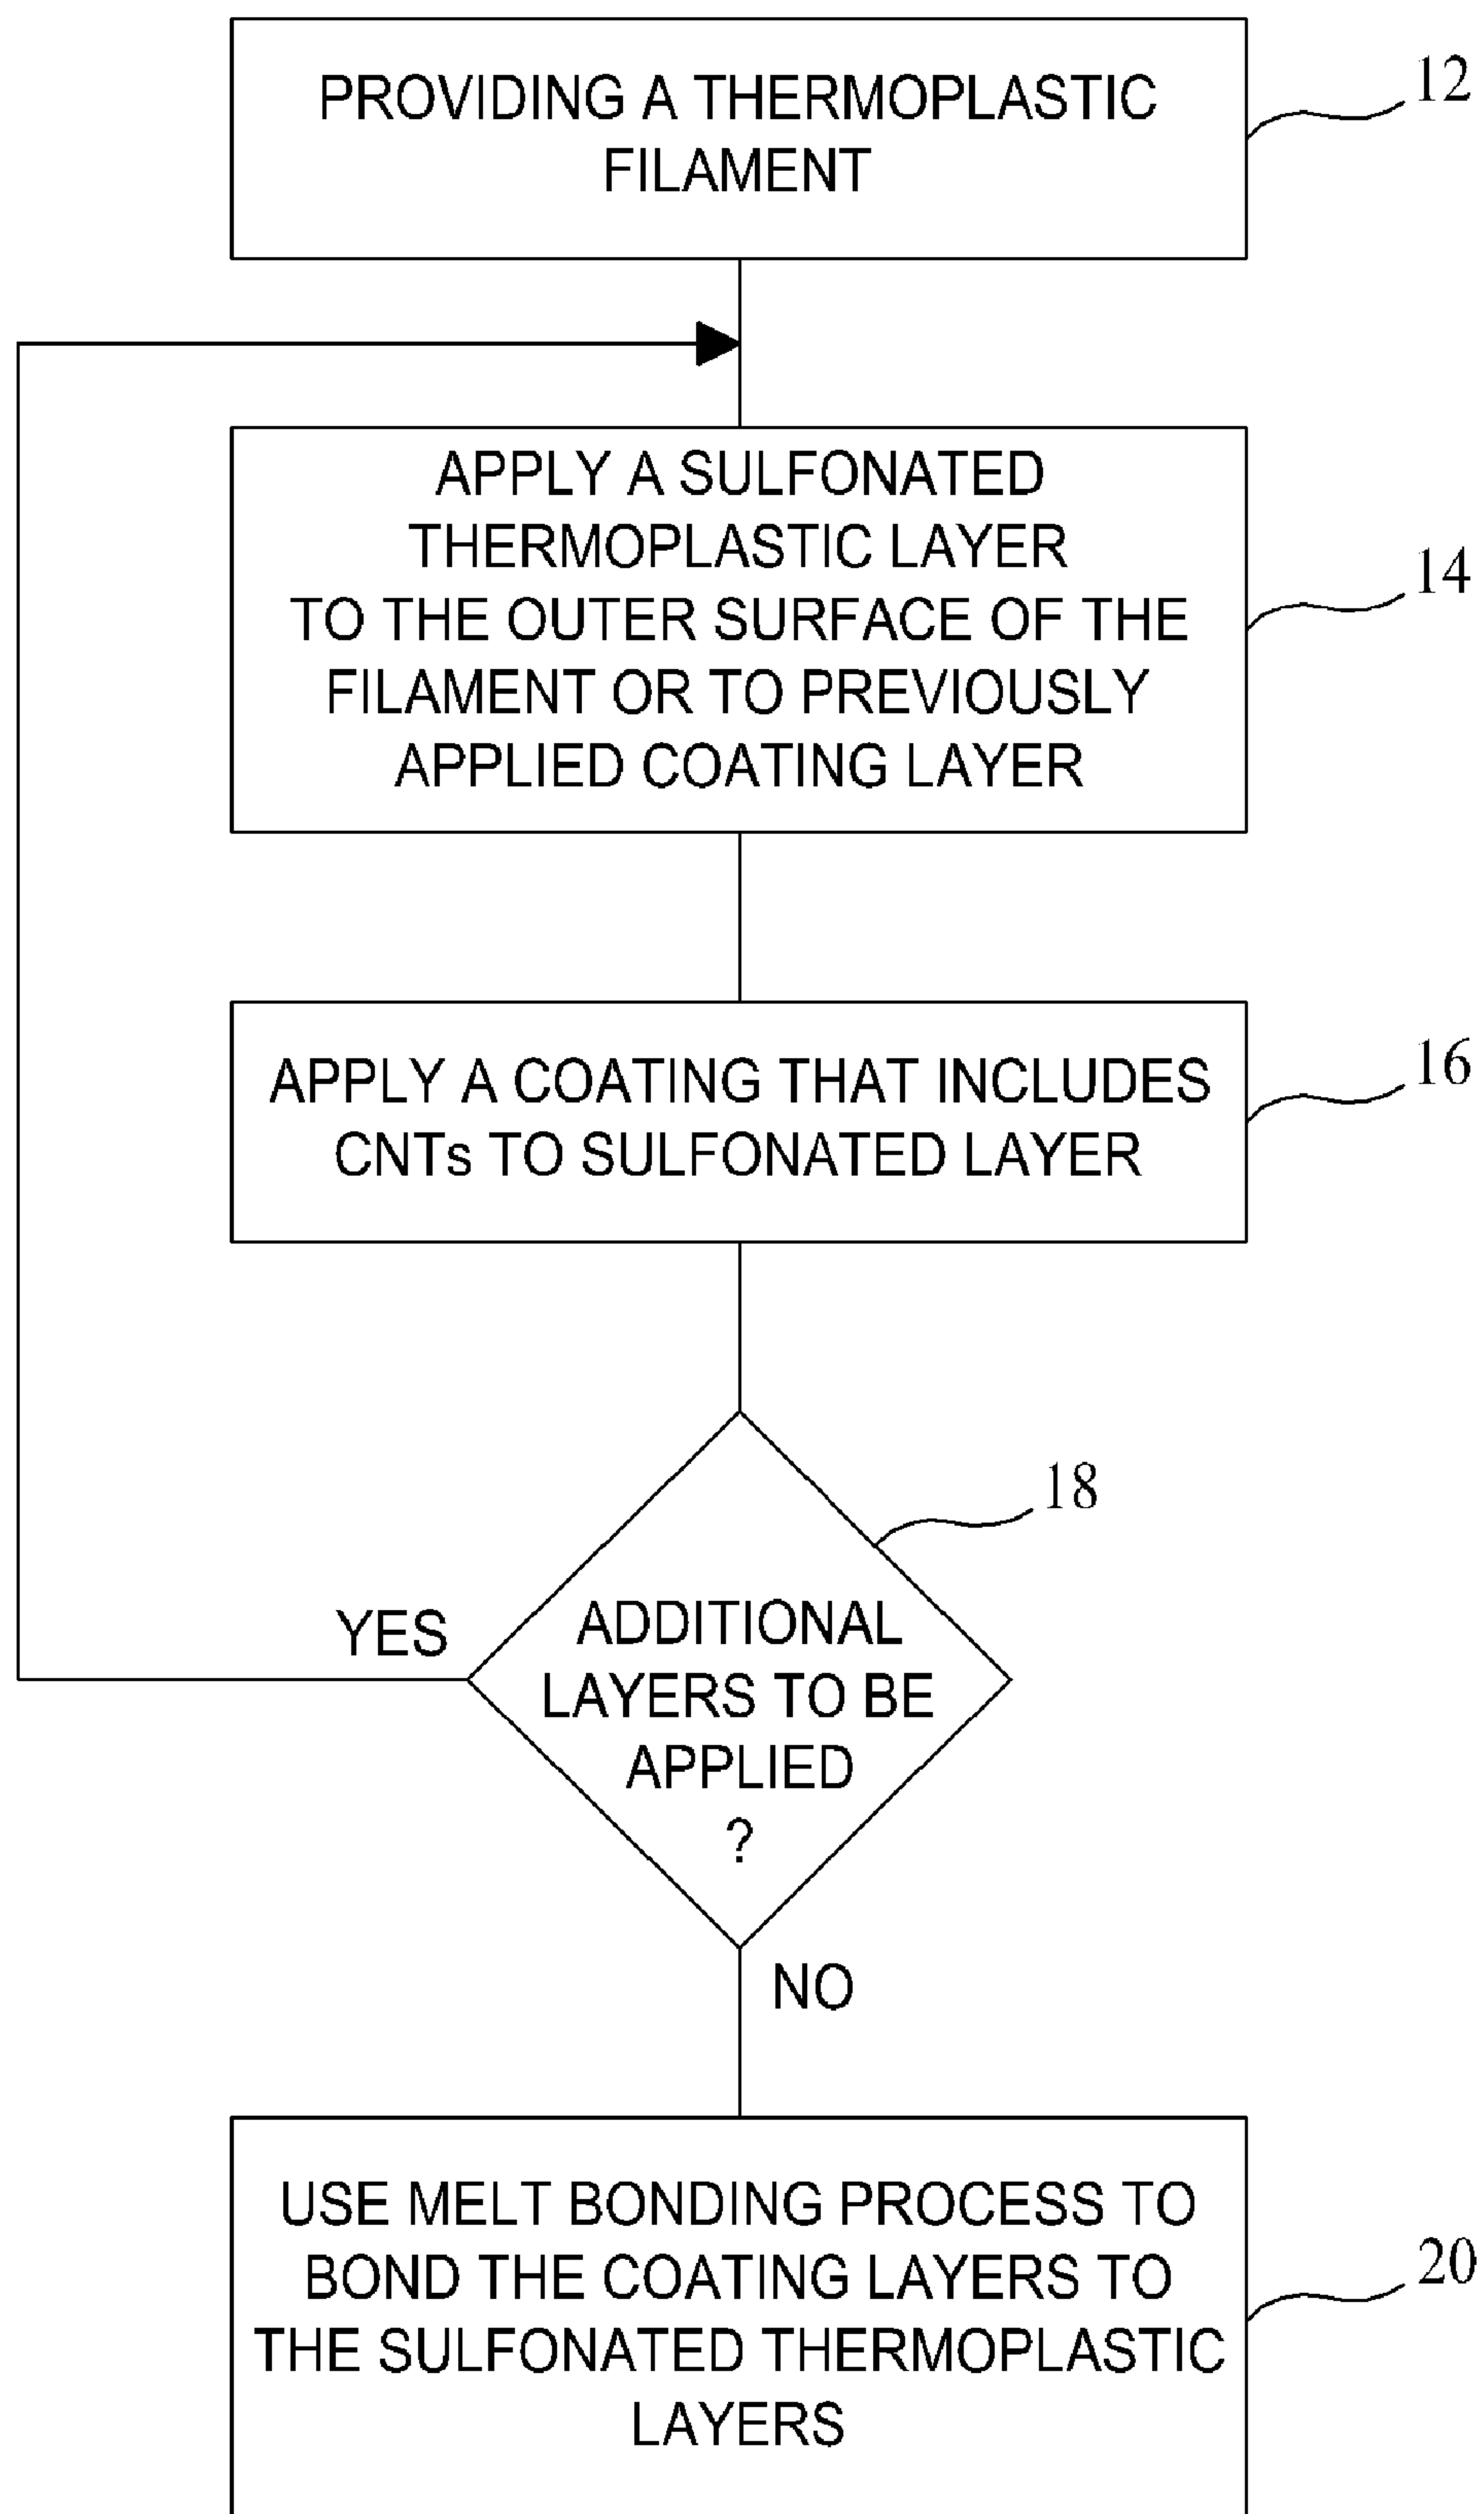 PROVIDING A THERMOPLASTIC
FILAMENT
12
APPLY A SULFONATED
THERMOPLASTIC LAYER
TO THE OUTER SURFACE OF THE
FILAMENT OR TO PREVIOUSLY
APPLIED COATING LAYER
14
APPLY A COATING THAT INCLUDES
CNTs TO SULFONATED LAYER
16
18
ADDITIONAL
LAYERS TO BE
APPLIED
?
YES
NO
USE MELT BONDING PROCESS TO
BOND THE COATING LAYERS TO
THE SULFONATED THERMOPLASTIC
LAYERS
20